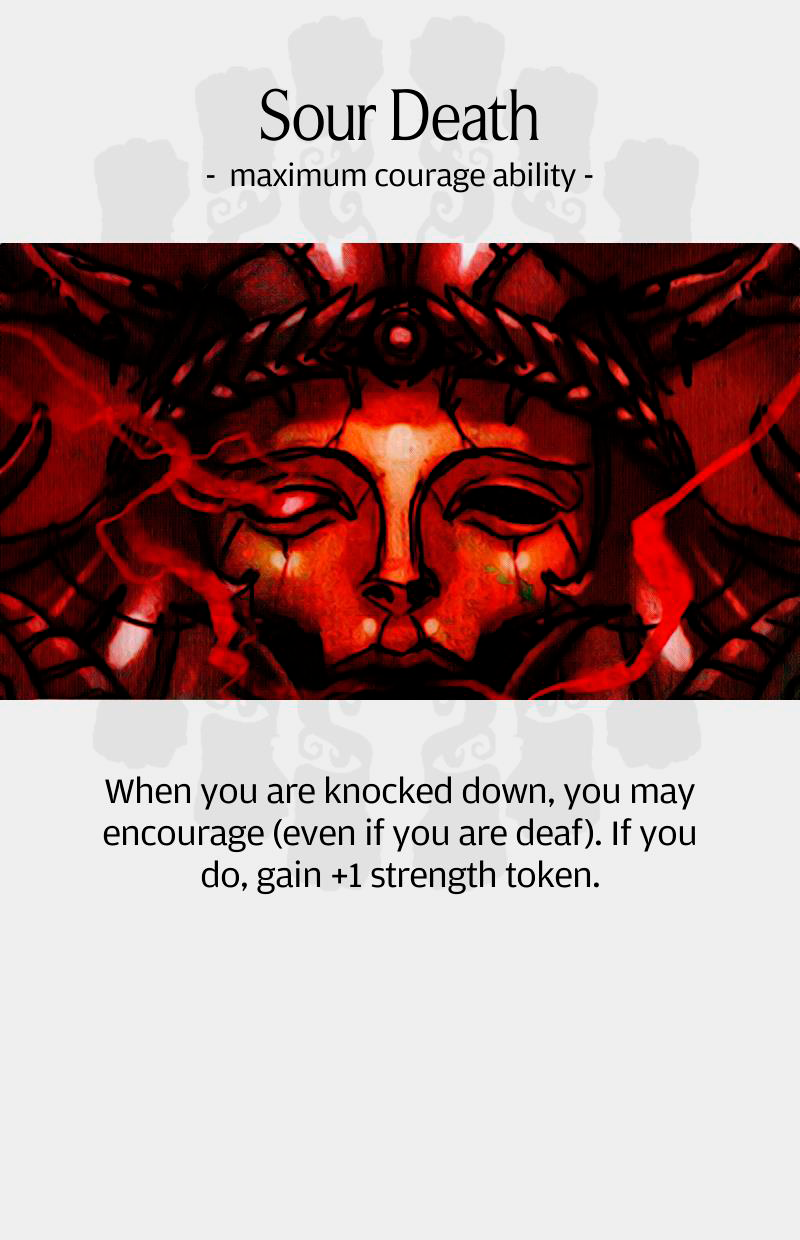 Sour Death
- maximum courage ability -
When you are knocked down, you may
encourage (even if you are deaf). If you
do, gain +1 strength token.